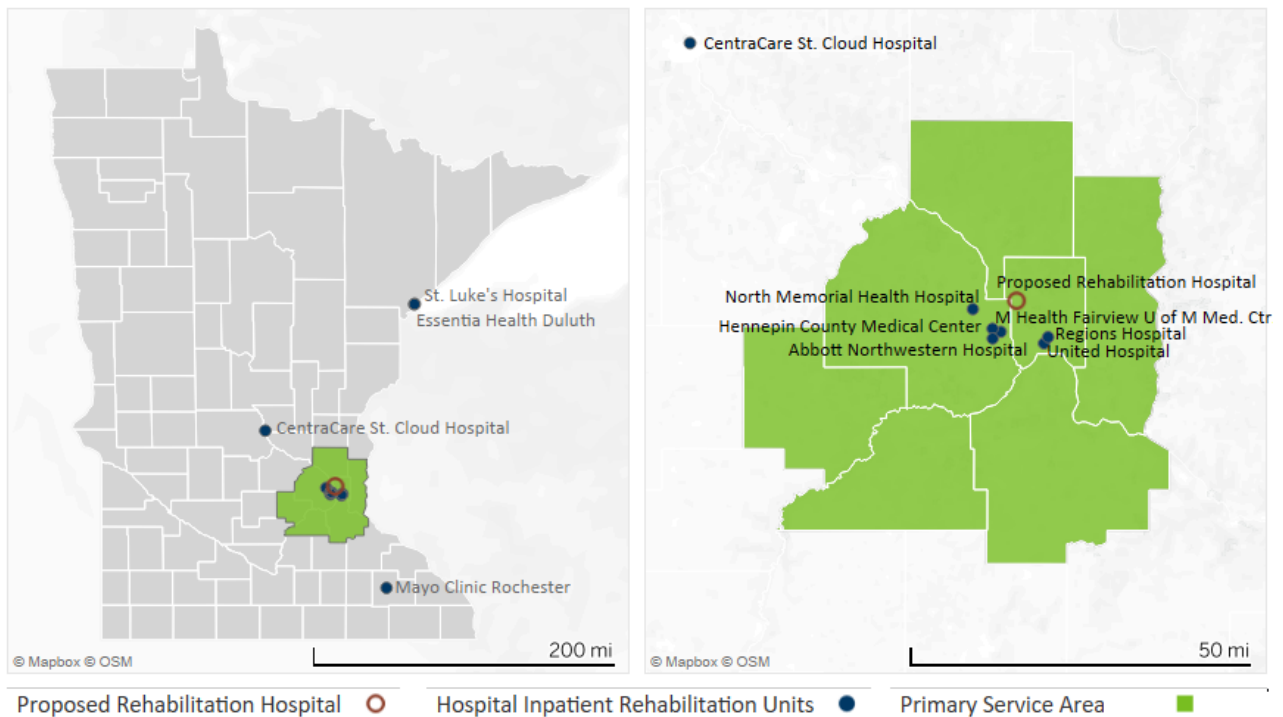 CentraCare St. Cloud Hospital
St. Luke's Hospital
Essentia Health Duluth
CentraCare St. Cloud Hospital
Mayo Clinic Rochester
200 mi
© Mapbox © OSM
Proposed Rehabilitation Hospital
North Memorial Health Hospital
M Health Fairview U of M Med. Ctr
Hennepin County Medical Center
Regions Hospital
Abbott Northwestern Hospital
United Hospital
50 mi
© Mapbox © OSM
Proposed Rehabilitation Hospital
Hospital Inpatient Rehabilitation Units
Primary Service Area